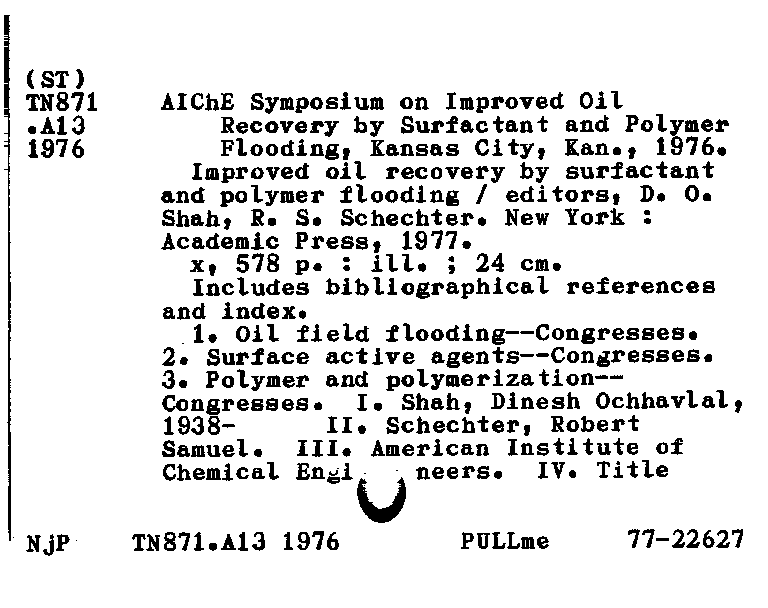 (ST)
TN871 AIChE Symposium on Improved Oil
.A13 Recovery by Surfactant and Polymer
1976 Flooding, Kansas City, Kan., 1976.
Improved oil recovery by surfactant
and polymer flooding / editors, D. O.
Shah, R. S. Schechter. New York :
Academic Press, 1977.
x, 578 p. : ill. ; 24 cm.
Includes bibliographical references
and index.
1. Oil field flooding--Congresses.
2. Surface active agents--Congresses.
3. Polymer and polymerization--
Congresses. I. Shah, Dinesh Ochhavlal,
1938- II. Schechter, Robert
Samuel. III. American Institute of
Chemical Engi neers. IV. Title
NjP TN871.A13 1976 PULLme 77-22627